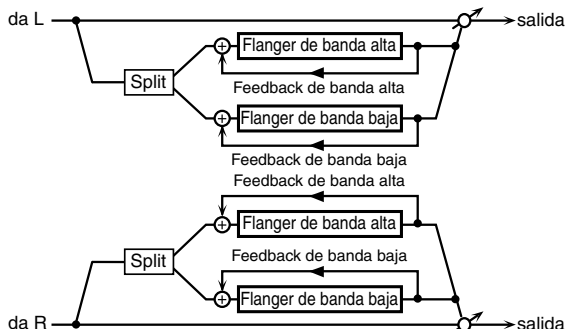 da L
salida
Flanger de banda alta
Feedback de banda alta
Split
Flanger de banda baja
Feedback de banda baja
Feedback de banda alta
Flanger de banda alta
Split
Feedback de banda baja
Flanger de banda baja
da R
salida